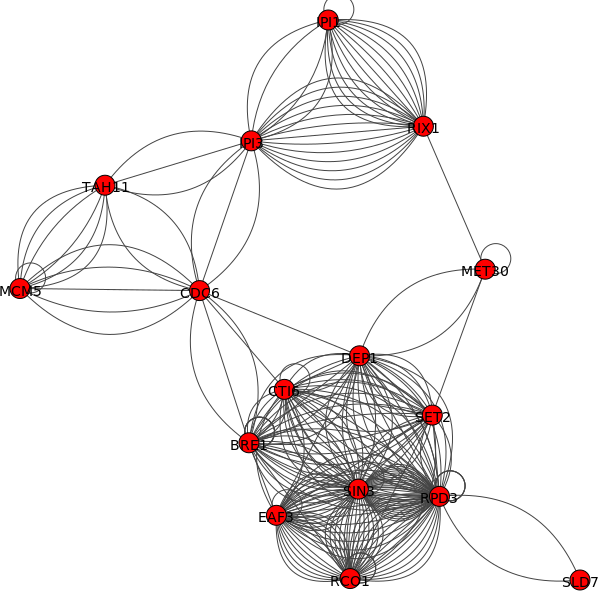 IPI1
RIX1
IPI3
TAH11
MET30
MCM5
CDC6
DEP1
CTI6
SET2
BRE1
SIN3
RPD3
EAF3
RCO1
SLD7